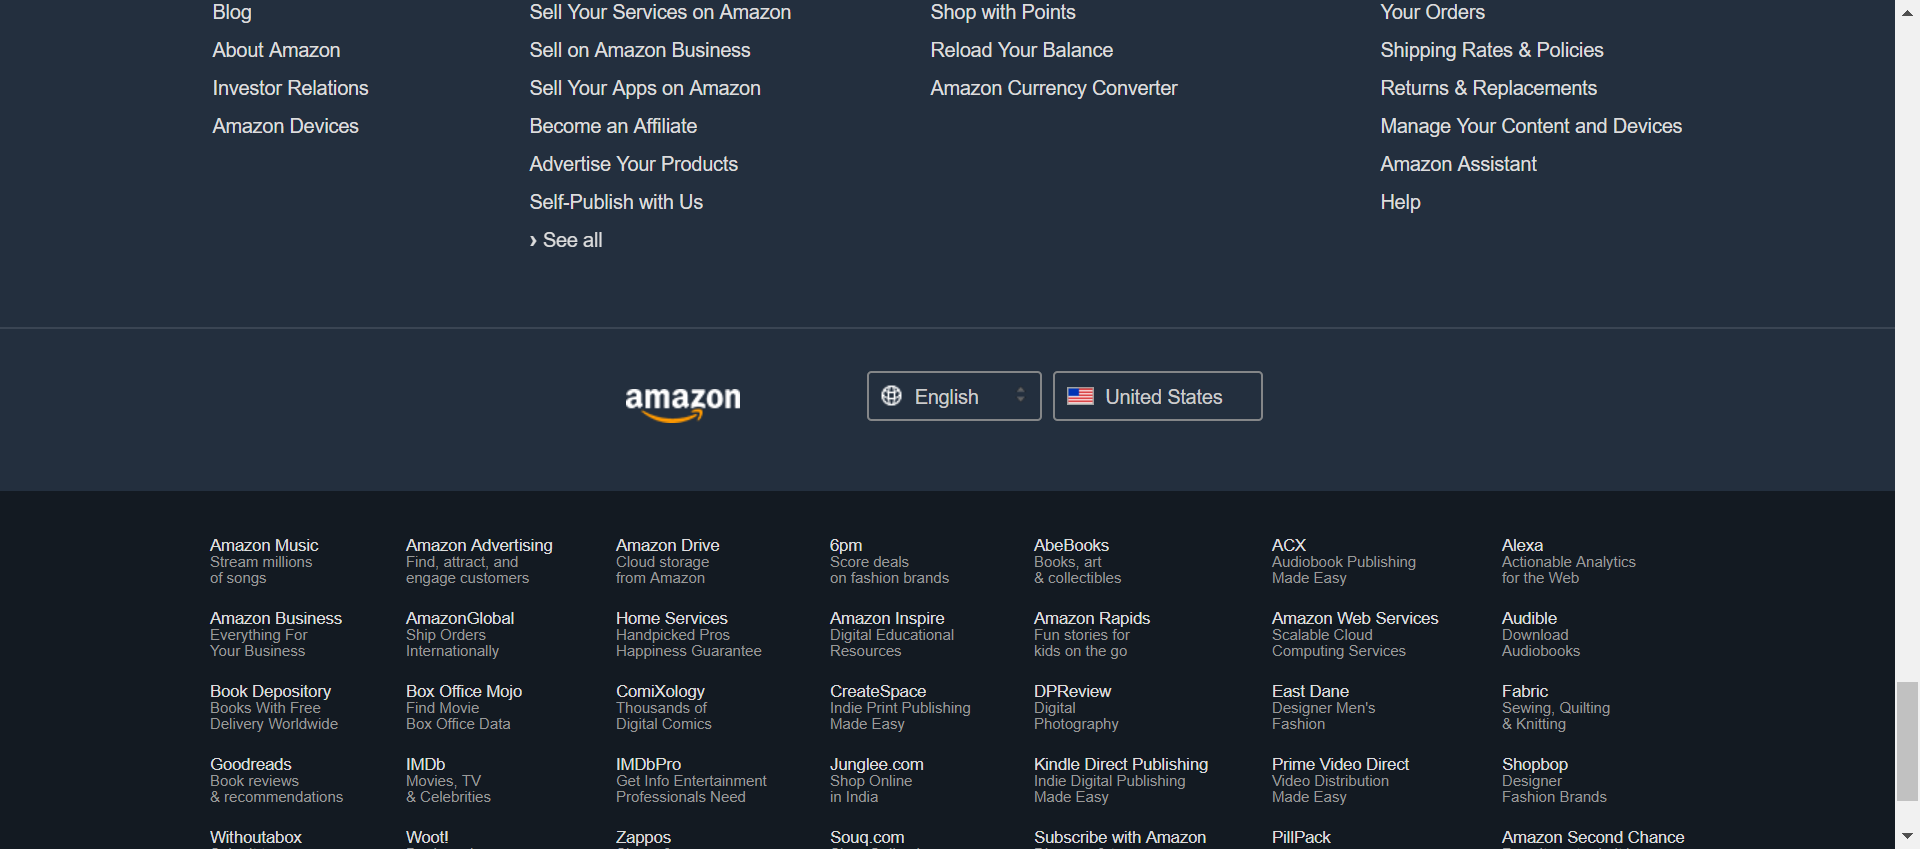 Blog
About Amazon
Investor Relations
Amazon Devices
Sell Your Services on Amazon
Sell on Amazon Business
Sell Your Apps on Amazon
Become an Affiliate
Advertise Your Products
Self-Publish with Us
› See all
Shop with Points
Reload Your Balance
Amazon Currency Converter
Your Orders
Shipping Rates & Policies
Returns & Replacements
Manage Your Content and Devices
Amazon Assistant
Help
amazon
English
United States
Amazon Music
Stream millions
of songs
Amazon Advertising
Find, attract, and
engage customers
Amazon Drive
Cloud storage
from Amazon
6pm
Score deals
on fashion brands
AbeBooks
Books, art
& collectibles
ACX
Audiobook Publishing
Made Easy
Alexa
Actionable Analytics
for the Web
Amazon Business
Everything For
Your Business
AmazonGlobal
Ship Orders
Internationally
Home Services
Handpicked Pros
Happiness Guarantee
Amazon Inspire
Digital Educational
Resources
Amazon Rapids
Fun stories for
kids on the go
Amazon Web Services
Scalable Cloud
Computing Services
Audible
Download
Audiobooks
Book Depository
Books With Free
Delivery Worldwide
Box Office Mojo
Find Movie
Box Office Data
ComiXology
Thousands of
Digital Comics
CreateSpace
Indie Print Publishing
Made Easy
DPReview
Digital
Photography
East Dane
Designer Men's
Fashion
Fabric
Sewing, Quilting
& Knitting
Goodreads
Book reviews
& recommendations
IMDb
Movies, TV
& Celebrities
IMDbPro
Get Info Entertainment
Professionals Need
Junglee.com
Shop Online
in India
Kindle Direct Publishing
Indie Digital Publishing
Made Easy
Prime Video Direct
Video Distribution
Made Easy
Shopbop
Designer
Fashion Brands
Withoutabox
Woot!
Zappos
Souq.com
Subscribe with Amazon
PillPack
Amazon Second Chance